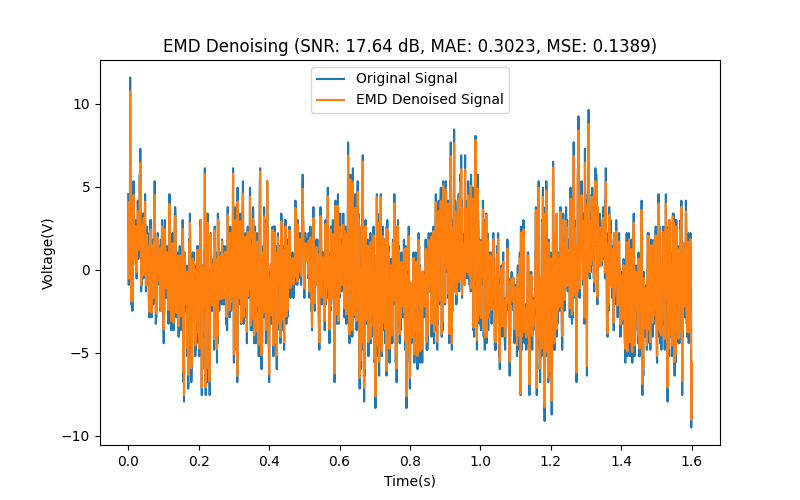 EMD Denoising (SNR: 17.64 dB, MAE: 0.3023, MSE: 0.1389)
Original Signal
EMD Denoised Signal
Voltage(V)
10
5
0
−5
−10
0.0 0.2 0.4 0.6 0.8 1.0 1.2 1.4 1.6
Time(s)